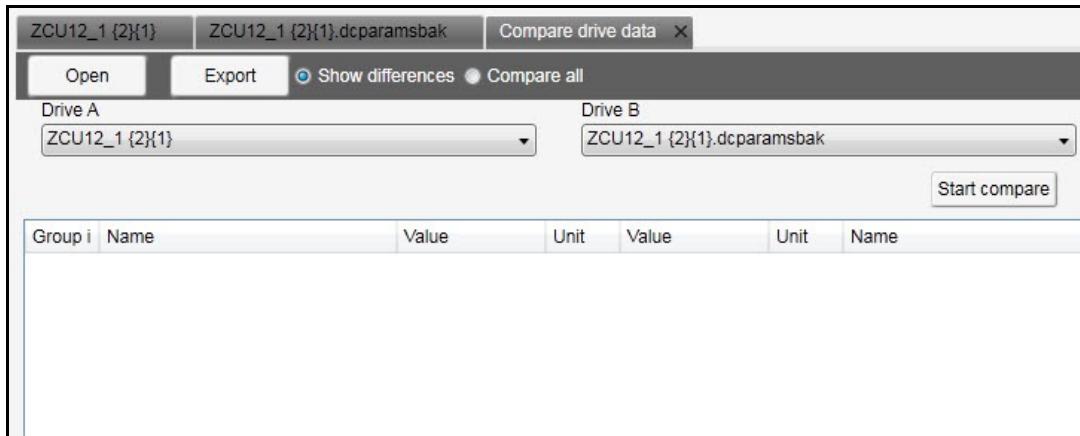 ZCU12_1 {2}{1} ZCU12_1 {2}{1}.dcparamsbak Compare drive data ×
Open Export Show differences Compare all
Drive A Drive B
ZCU12_1 {2}{1} ZCU12_1 {2}{1}.dcparamsbak
Start compare
Group i Name Value Unit Value Unit Name